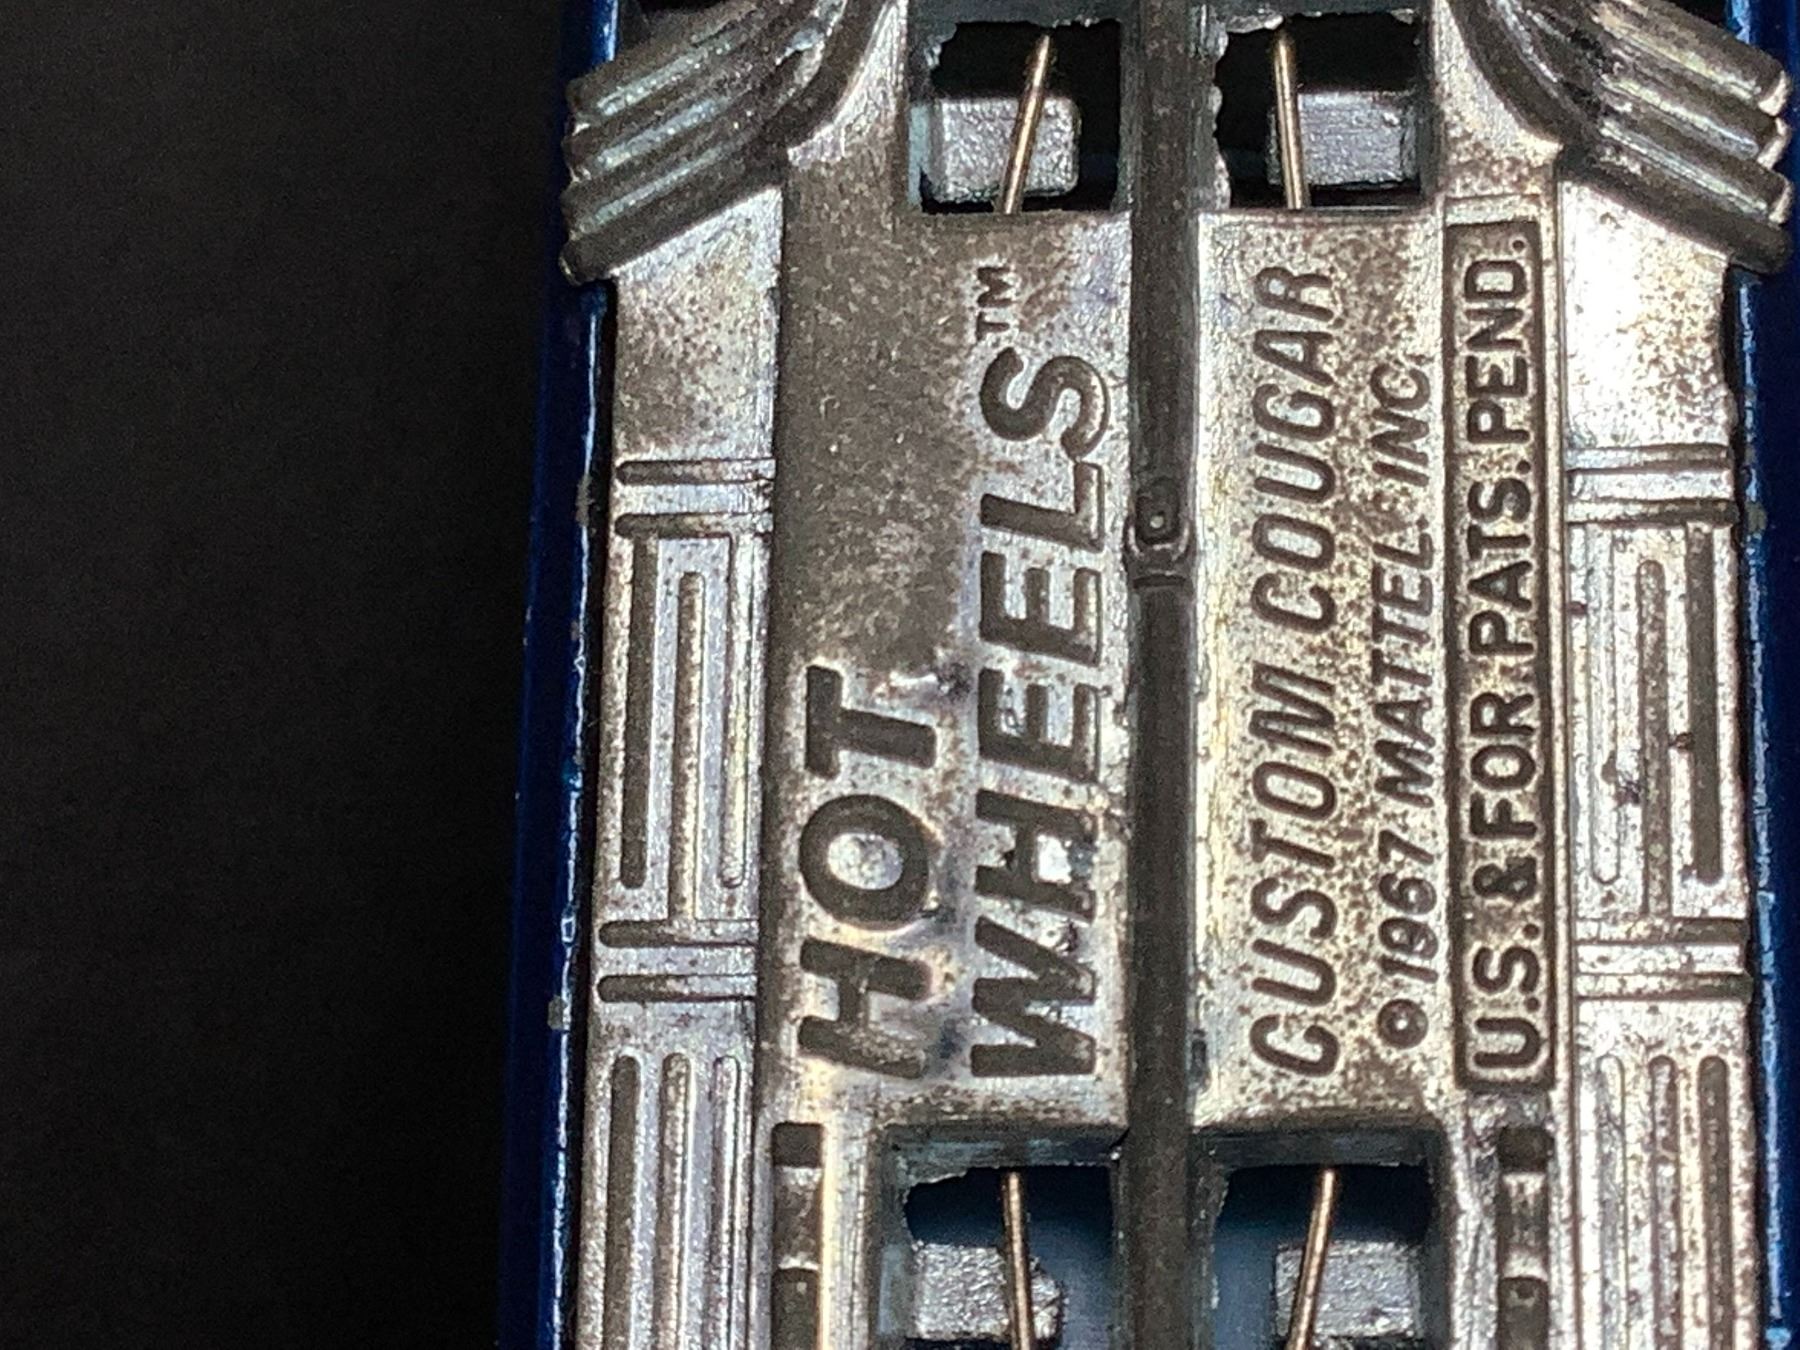 HOT
WHEELS™
CUSTOM COUGAR
© 1967 MATTEL INC
U.S. & FOR. PATS. PEND.